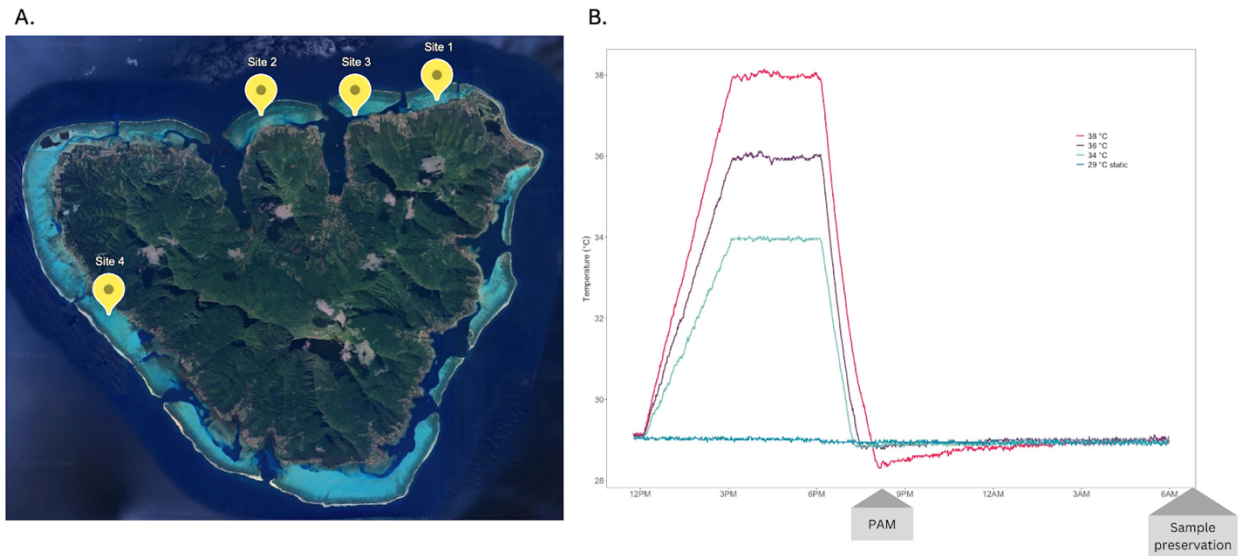 A.
Site 1
Site 2
Site 3
Site 4
B.
38
36
34
32
30
28
Temperature (°C)
38 °C
36 °C
34 °C
29 °C static
12PM
3PM
6PM
9PM
12AM
3AM
6AM
PAM
Sample
preservation